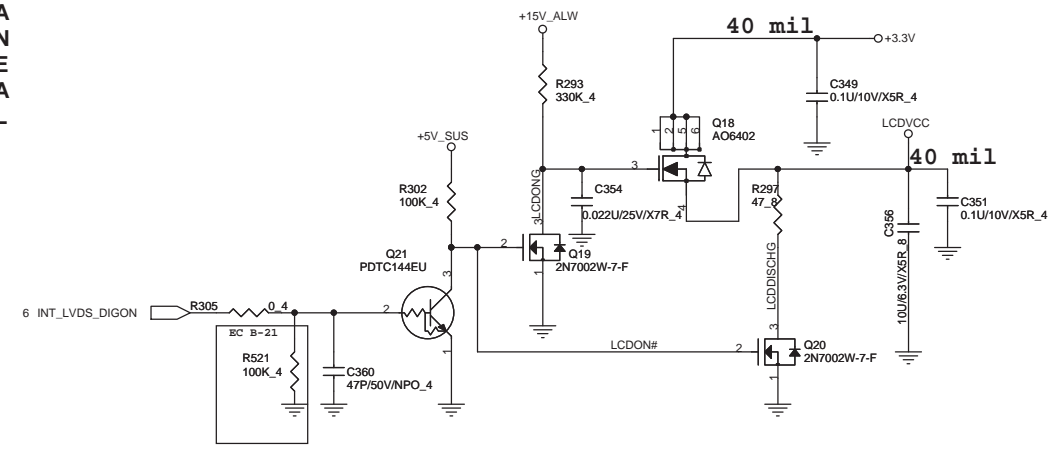 A
N
E
A
L
+15V_ALW
40 mil
+3.3V
R293
330K_4
C349
0.1U/10V/X5R_4
Q18
AO6402
1
2
5
6
LCDVCC
40 mil
+5V_SUS
3
4
R302
100K_4
LCDONG
C354
0.022U/25V/X7R_4
R297
47_8
C356
10U/6.3V/X5R_8
C351
0.1U/10V/X5R_4
Q21
PDTC144EU
3
2
1
2
3
1
Q19
2N7002W-7-F
LCDDISCHG
6 INT_LVDS_DIGON
R305
0_4
EC B-21
R521
100K_4
C360
47P/50V/NPO_4
LCDON#
2
3
1
Q20
2N7002W-7-F